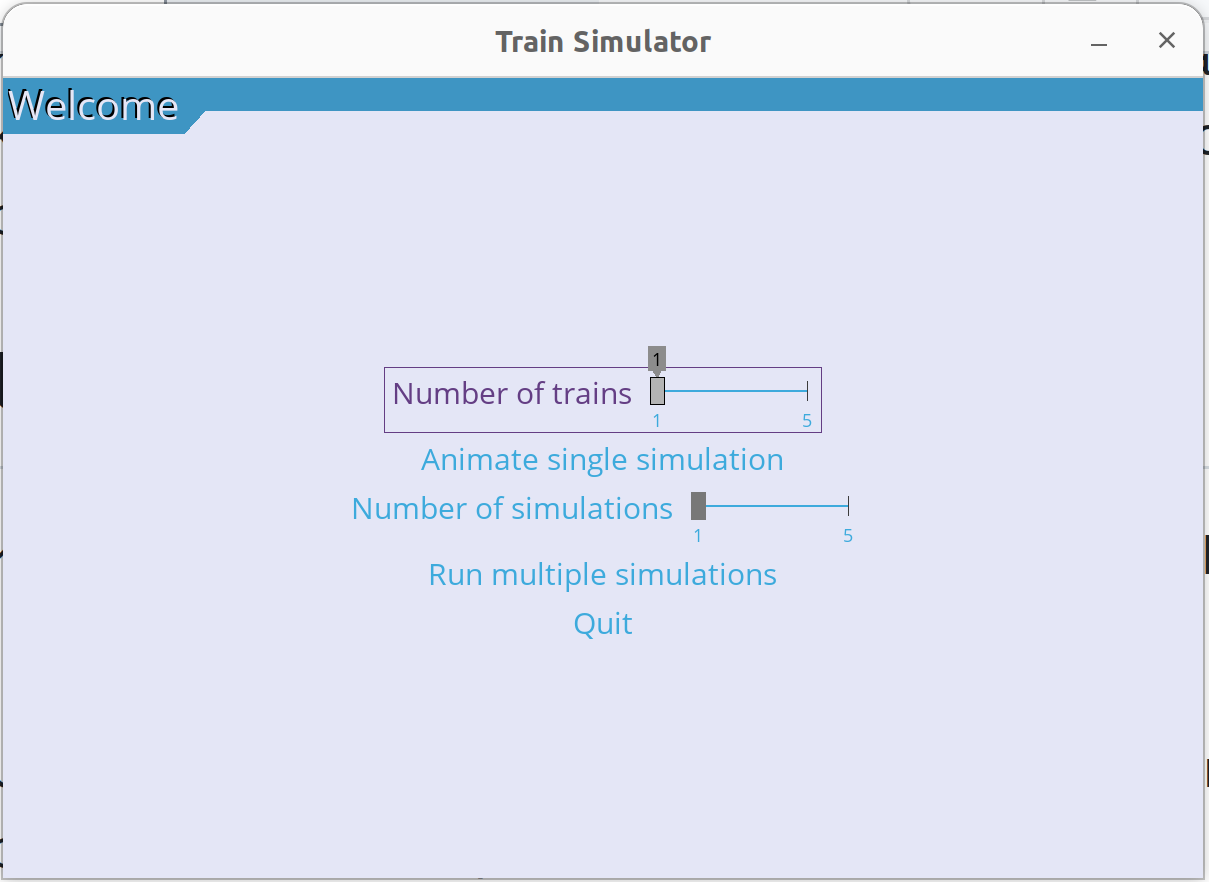 Train Simulator
Welcome
1
Number of trains
1 5
Animate single simulation
Number of simulations
1 5
Run multiple simulations
Quit